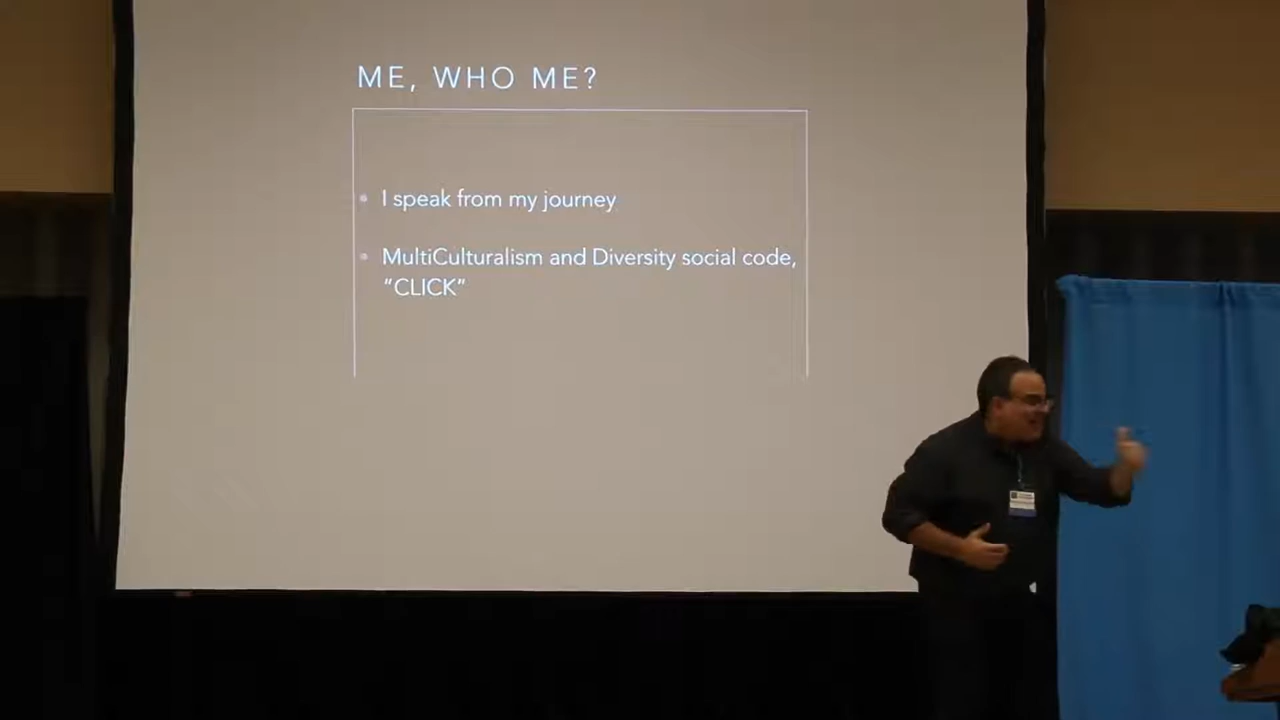 ME, WHO ME?
I speak from my journey
MultiCulturalism and Diversity social code,
“CLICK”